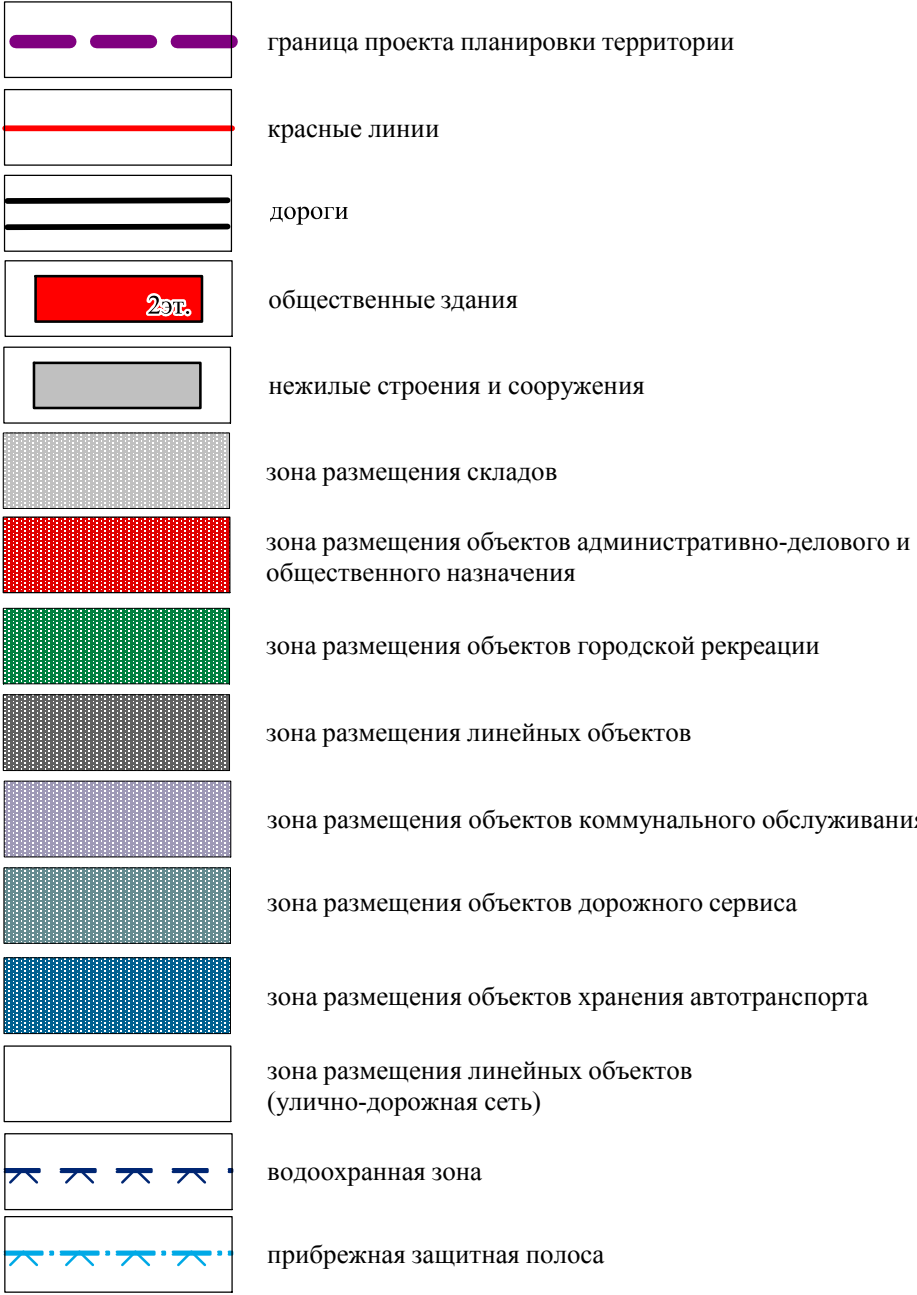 граница проекта планировки территории
красные линии
дороги
2эт.
общественные здания
нежилые строения и сооружения
зона размещения складов
зона размещения объектов административно-делового и
общественного назначения
зона размещения объектов городской рекреации
зона размещения линейных объектов
зона размещения объектов коммунального обслуживания
зона размещения объектов дорожного сервиса
зона размещения объектов хранения автотранспорта
зона размещения линейных объектов
(улично-дорожная сеть)
водоохранная зона
прибрежная защитная полоса